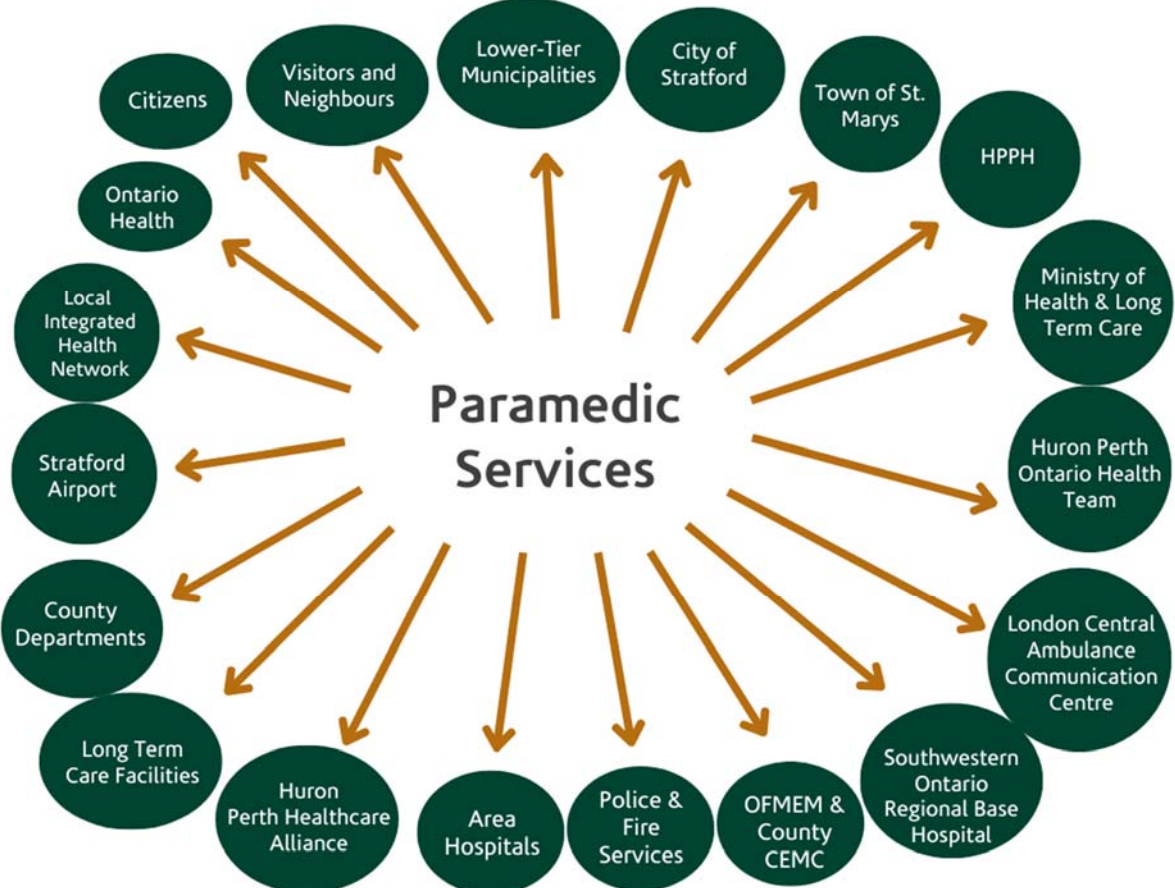 Paramedic
Services
Citizens
Visitors and
Neighbours
Lower-Tier
Municipalities
City of
Stratford
Town of St.
Marys
HPPH
Ministry of
Health & Long
Term Care
Huron Perth
Ontario Health
Team
London Central
Ambulance
Communication
Centre
Southwestern
Ontario
Regional Base
Hospital
OFMEM &
County
CEMC
Police &
Fire
Services
Area
Hospitals
Huron
Perth Healthcare
Alliance
Long Term
Care Facilities
County
Departments
Stratford
Airport
Local
Integrated
Health
Network
Ontario
Health